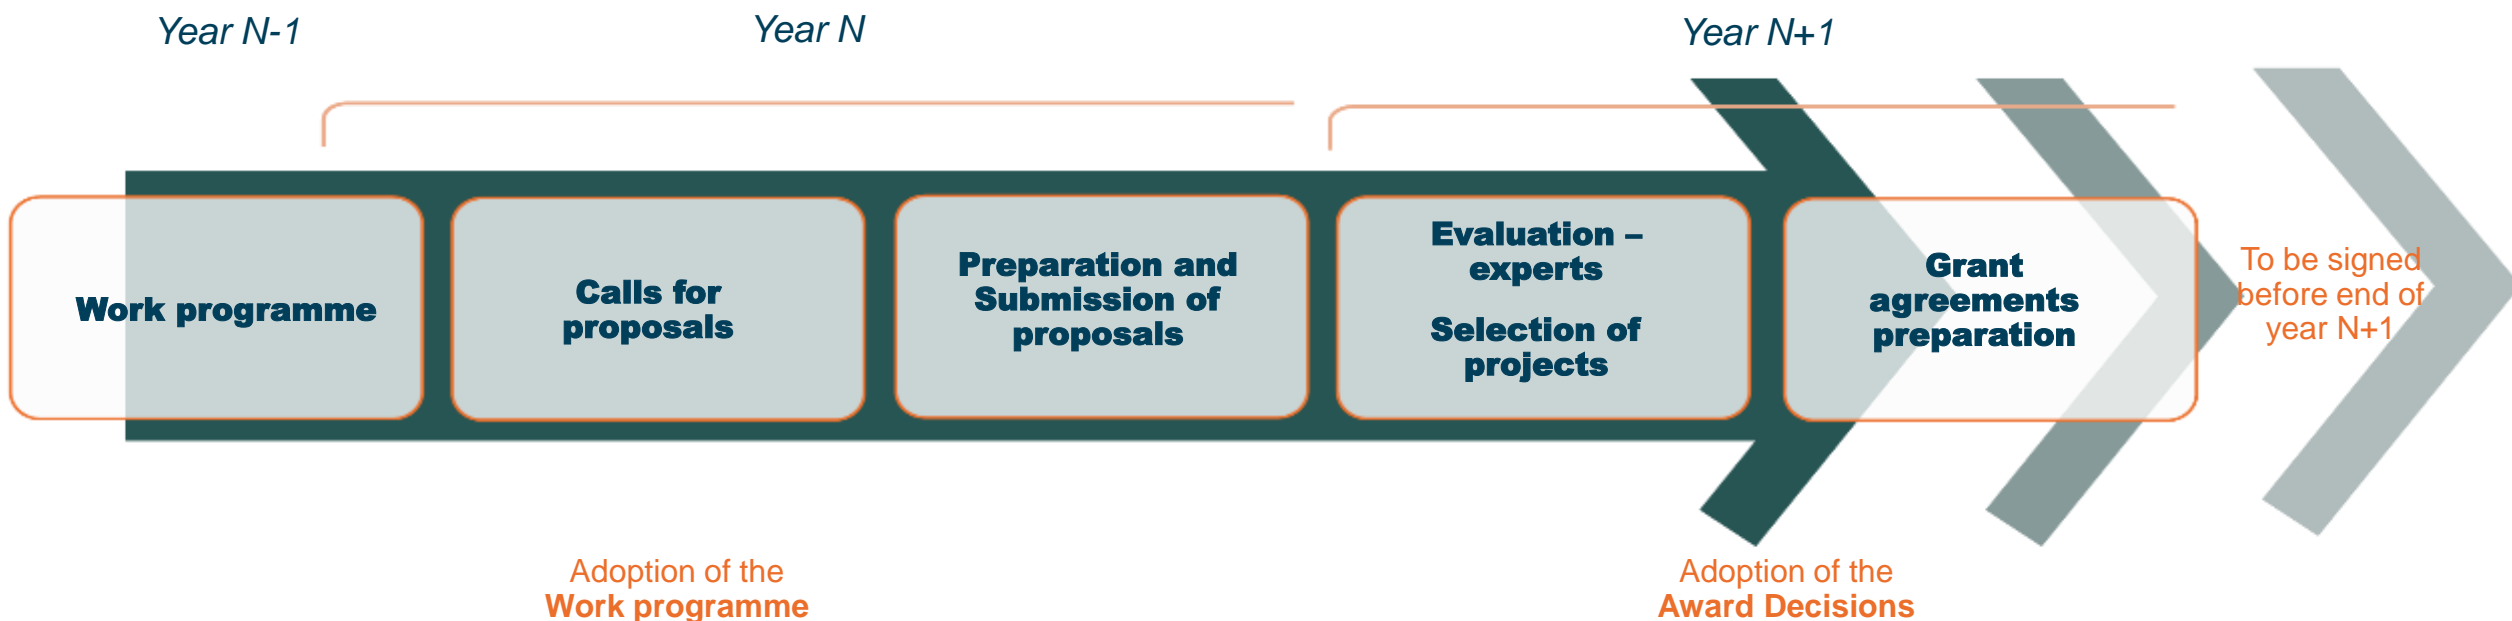 Year N-1
Year N
Year N+1
Work programme
Calls for
proposals
Preparation and
Submission of
proposals
Evaluation –
experts
Selection of
projects
Grant
agreements
preparation
To be signed
before end of
year N+1
Adoption of the
Work programme
Adoption of the
Award Decisions